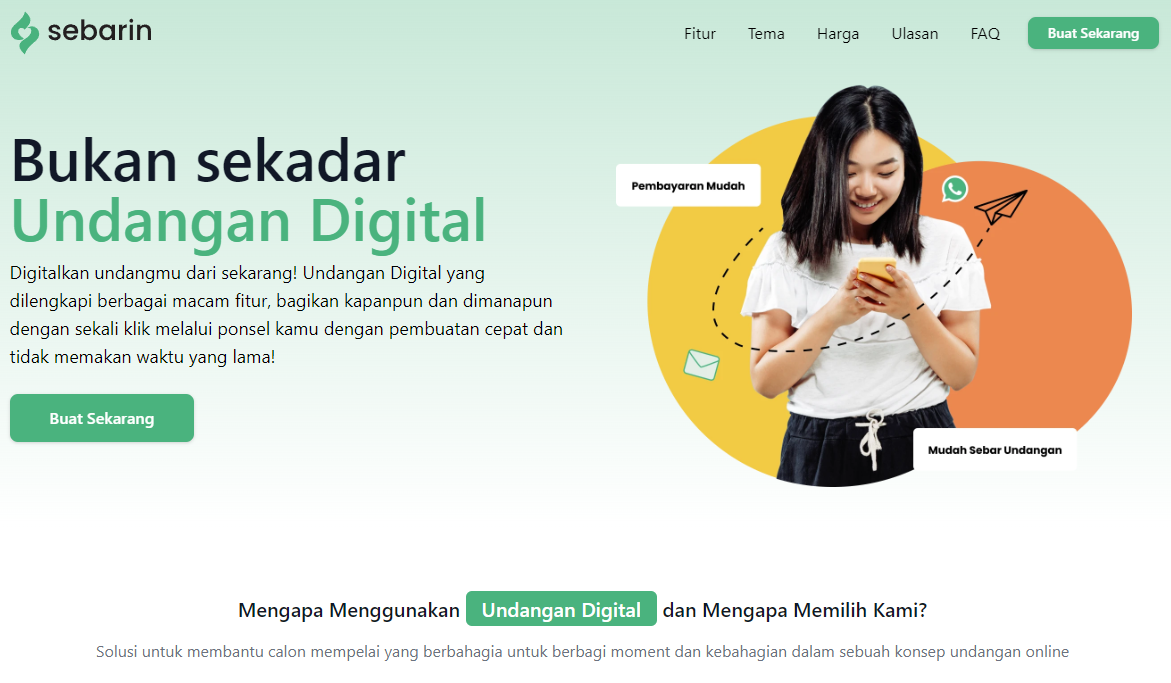 sebarin
Fitur
Tema
Harga
Ulasan
FAQ
Buat Sekarang
Bukan sekadar
Undangan Digital
Digitalkan undangmu dari sekarang! Undangan Digital yang
dilengkapi berbagai macam fitur, bagikan kapanpun dan dimanapun
dengan sekali klik melalui ponsel kamu dengan pembuatan cepat dan
tidak memakan waktu yang lama!
Buat Sekarang
Pembayaran Mudah
Mudah Sebar Undangan
Mengapa Menggunakan Undangan Digital dan Mengapa Memilih Kami?
Solusi untuk membantu calon mempelai yang berbahagia untuk berbagi moment dan kebahagian dalam sebuah konsep undangan online